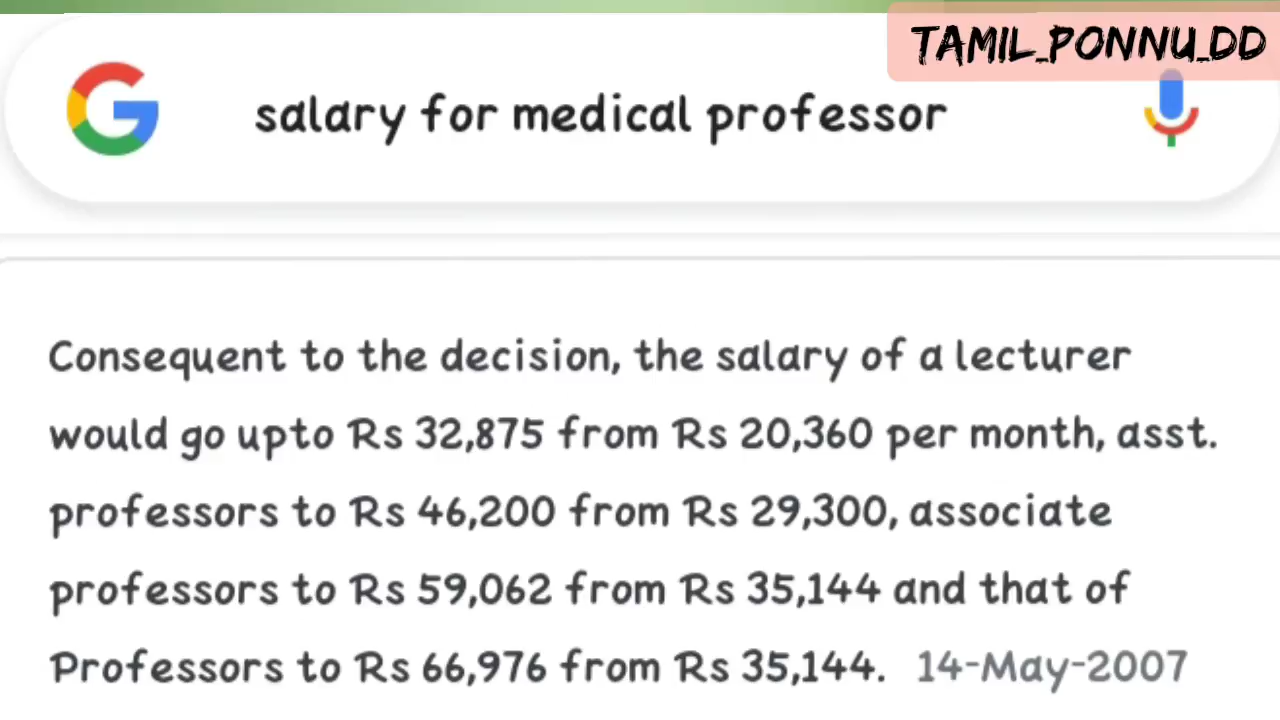 TAMIL_PONNU_DD
salary for medical professor
Consequent to the decision, the salary of a lecturer
would go upto Rs 32,875 from Rs 20,360 per month, asst.
professors to Rs 46,200 from Rs 29,300, associate
professors to Rs 59,062 from Rs 35,144 and that of
Professors to Rs 66,976 from Rs 35,144. 14-May-2007